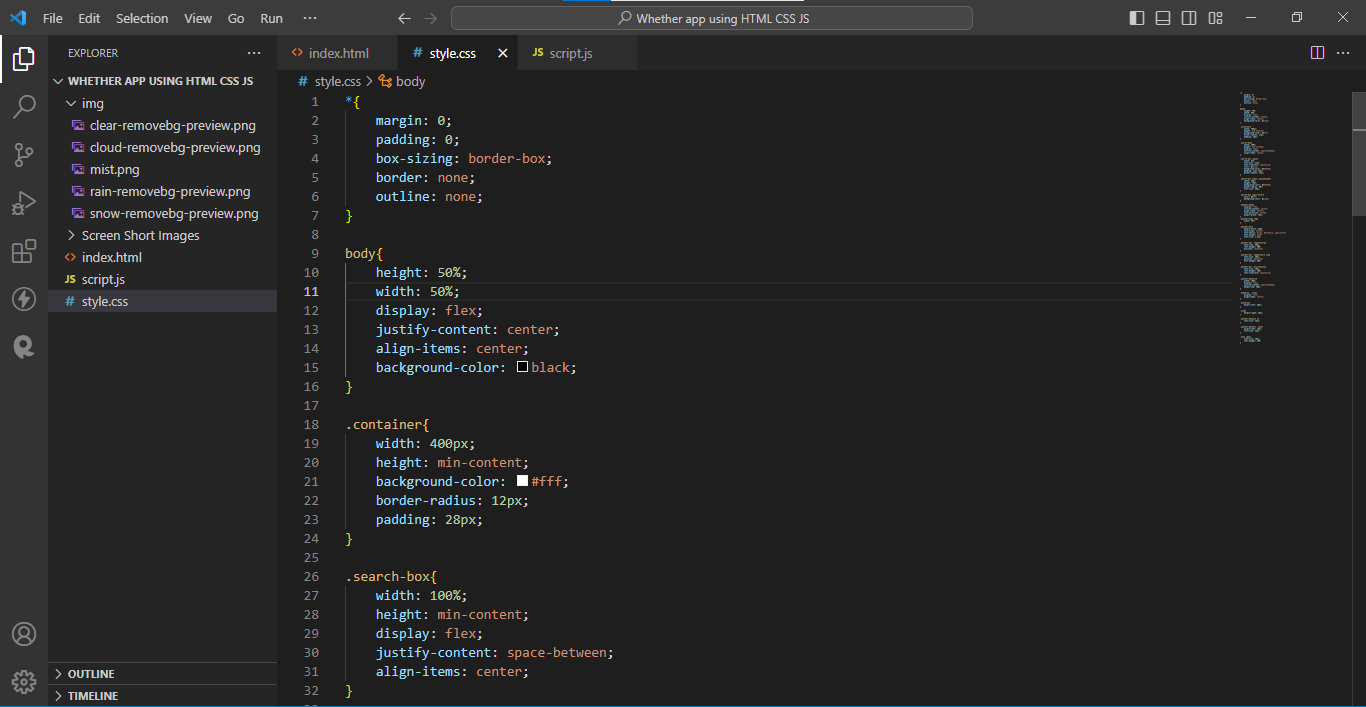 File Edit Selection View Go Run ···
Whether app using HTML CSS JS
EXPLORER ···
WHETHER APP USING HTML CSS JS
img
clear-removebg-preview.png
cloud-removebg-preview.png
mist.png
rain-removebg-preview.png
snow-removebg-preview.png
Screen Short Images
<> index.html
JS script.js
# style.css
OUTLINE
TIMELINE
<> index.html # style.css × JS script.js
# style.css > body
1 *{
2 margin: 0;
3 padding: 0;
4 box-sizing: border-box;
5 border: none;
6 outline: none;
7 }
8
9 body{
10 height: 50%;
11 width: 50%;
12 display: flex;
13 justify-content: center;
14 align-items: center;
15 background-color: black;
16 }
17
18 .container{
19 width: 400px;
20 height: min-content;
21 background-color: #fff;
22 border-radius: 12px;
23 padding: 28px;
24 }
25
26 .search-box{
27 width: 100%;
28 height: min-content;
29 display: flex;
30 justify-content: space-between;
31 align-items: center;
32 }